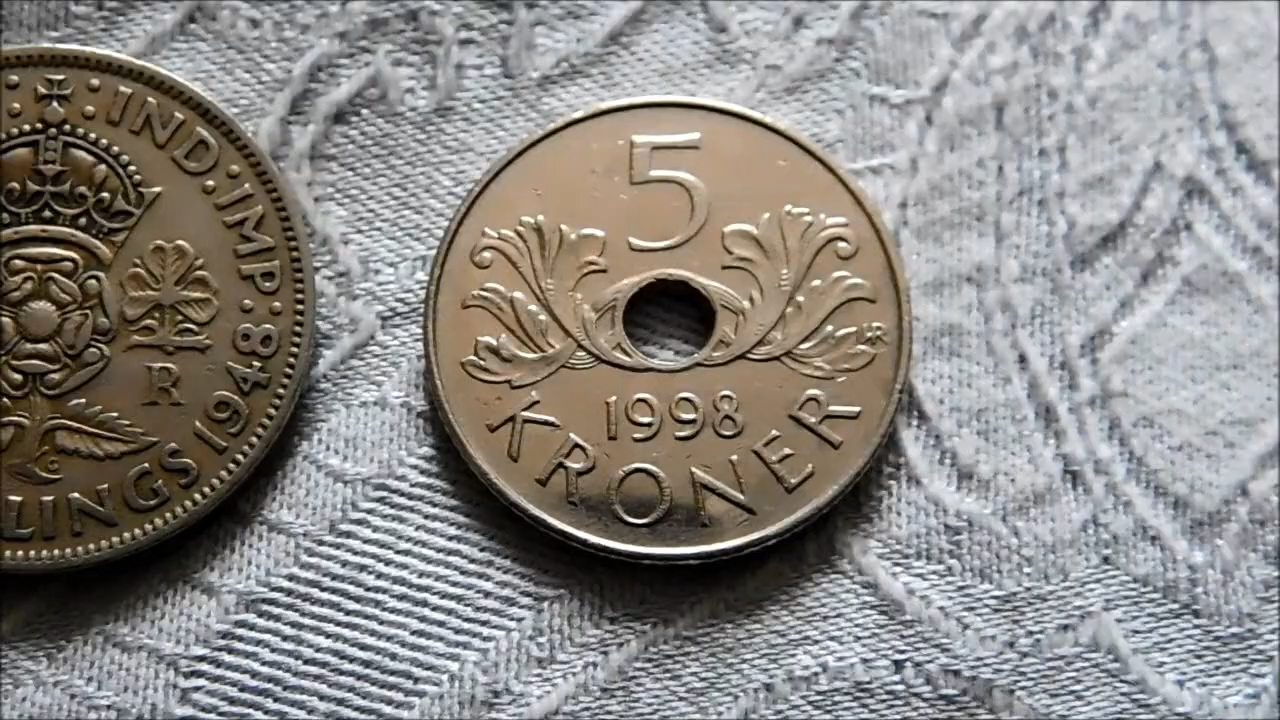 : IND : IMP : 1948
R
LINGS
5
1998
KRONER